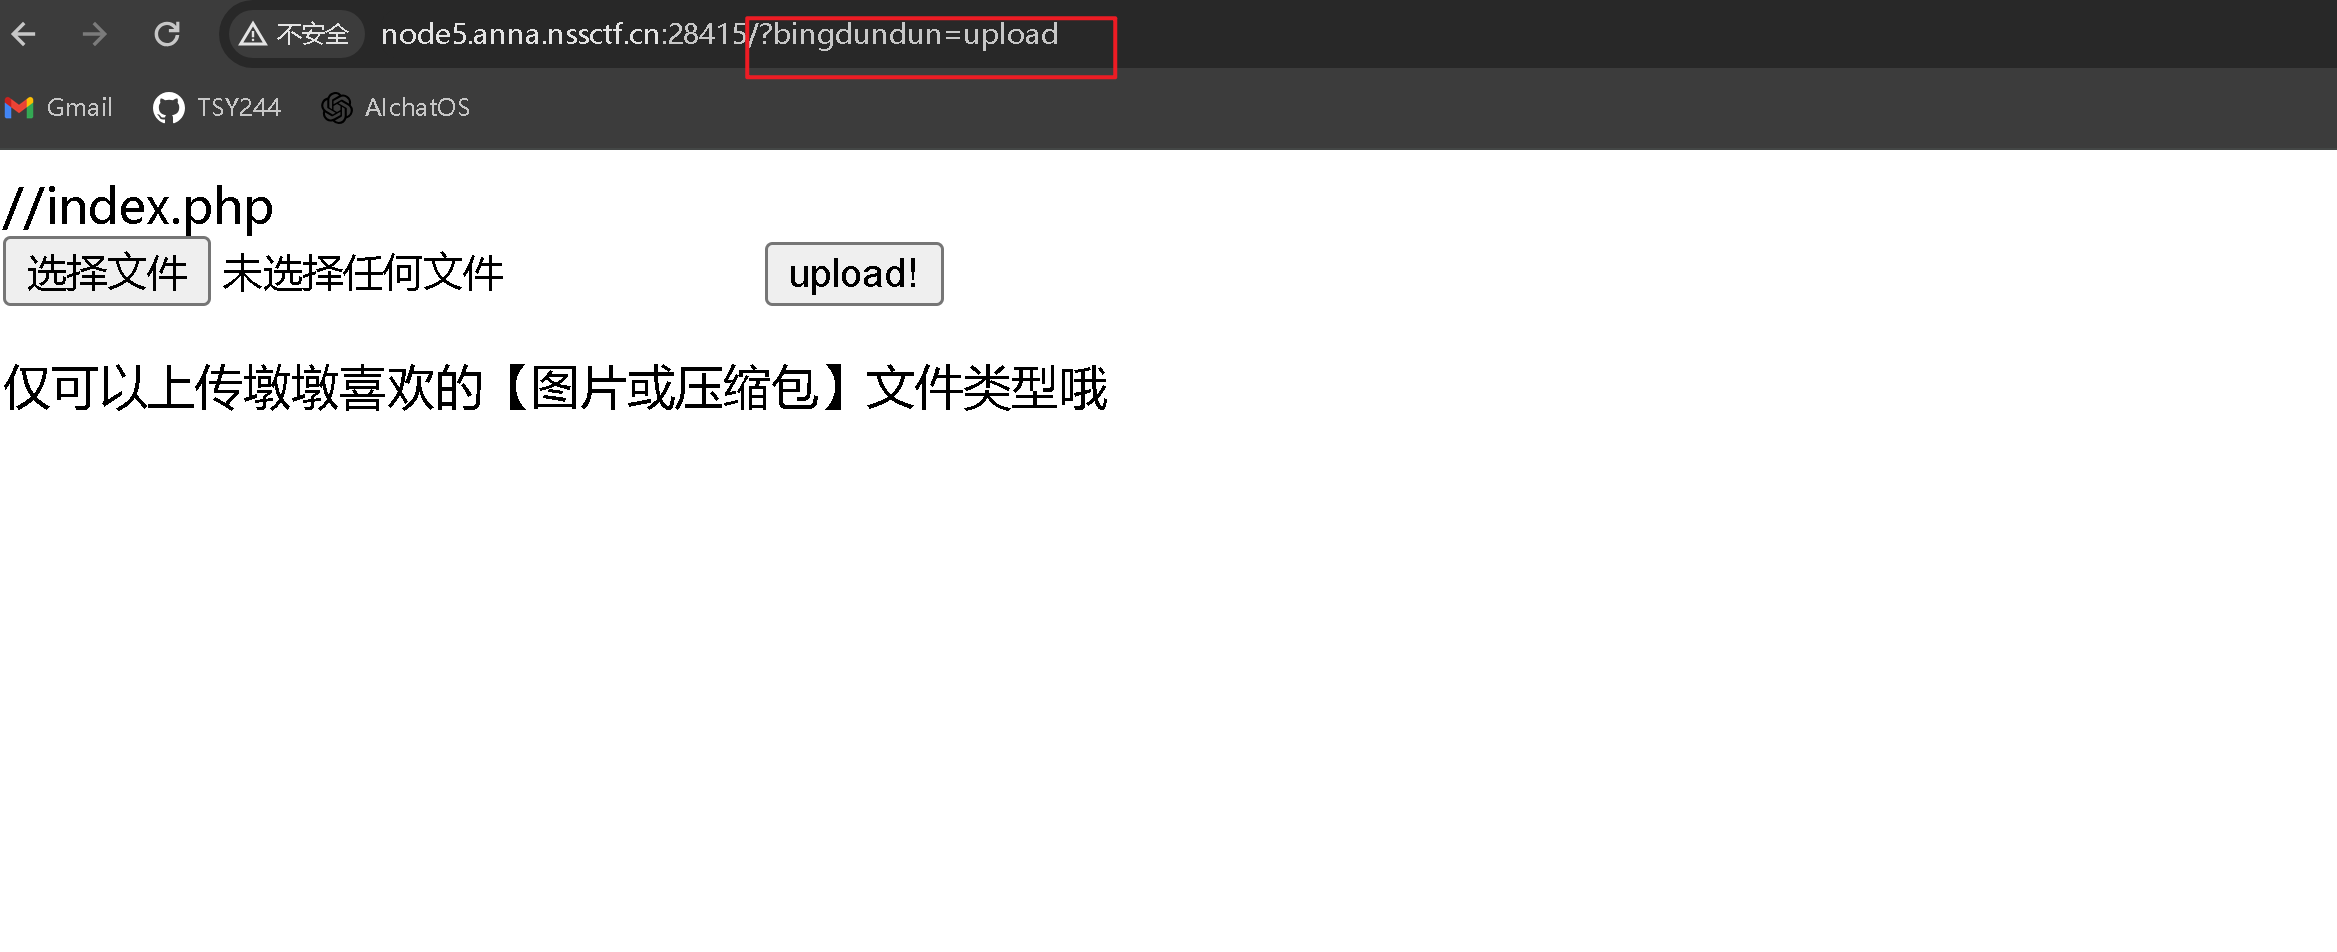 不安全 node5.anna.nssctf.cn:28415/?bingdundun=upload
Gmail TSY244 AIchatOS
//index.php
选择文件 未选择任何文件 upload!
仅可以上传墩墩喜欢的【图片或压缩包】文件类型哦